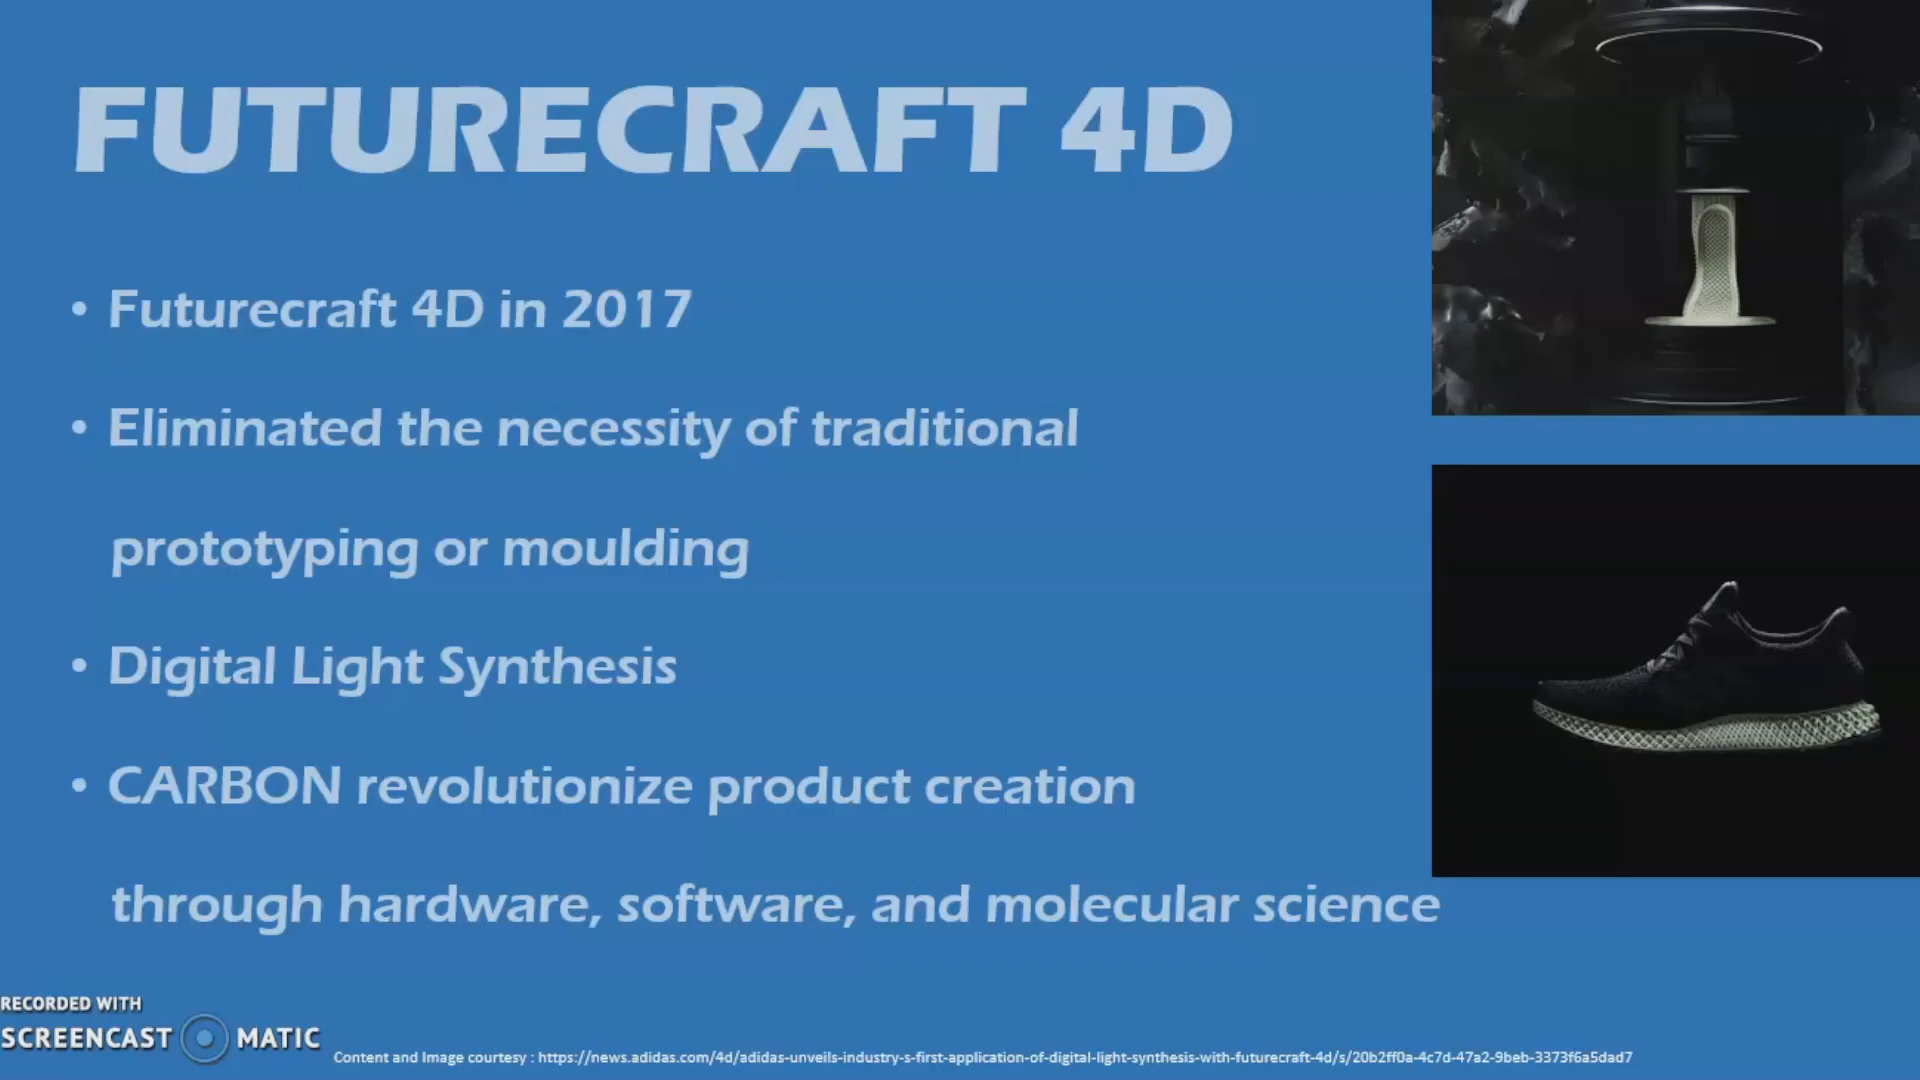 FUTURECRAFT 4D
• Futurecraft 4D in 2017
• Eliminated the necessity of traditional
prototyping or moulding
• Digital Light Synthesis
• CARBON revolutionize product creation
through hardware, software, and molecular science
RECORDED WITH
SCREENCAST MATIC
Content and Image courtesy : https://news.adidas.com/4d/adidas-unveils-industry-s-first-application-of-digital-light-synthesis-with-futurecraft-4d/s/20b2ff0a-4c7d-47a2-9beb-3373f6a5dad7